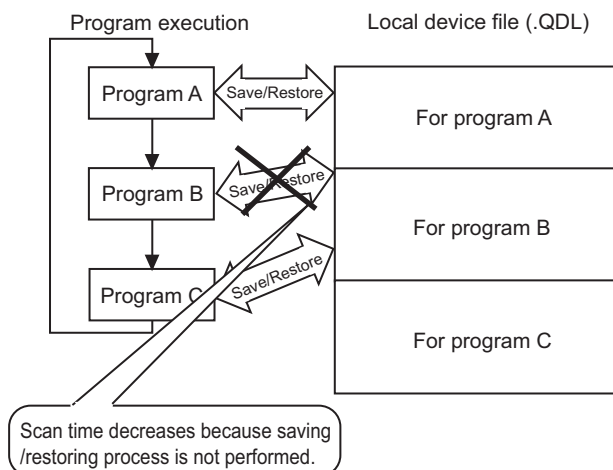 Program execution
Local device file (.QDL)
Program A
Save/Restore
For program A
Program B
Save/Restore
For program B
Program C
Save/Restore
For program C
Scan time decreases because saving
/restoring process is not performed.